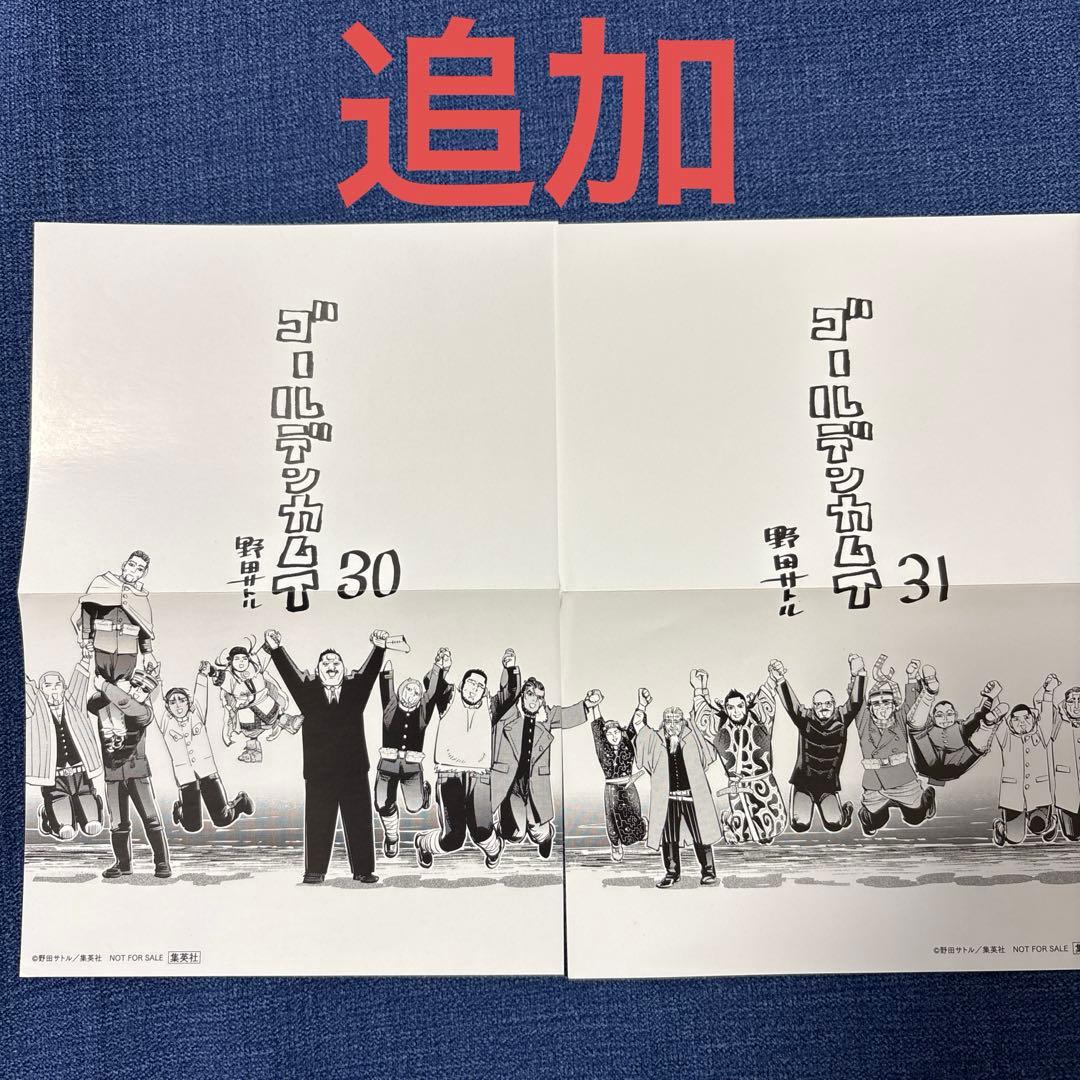 追加
ゴールデンカムイ
30
野田サトル
©野田サトル/集英社 NOT FOR SALE 集英社
ゴールデンカムイ
31
野田サトル
©野田サトル/集英社 NOT FOR SALE